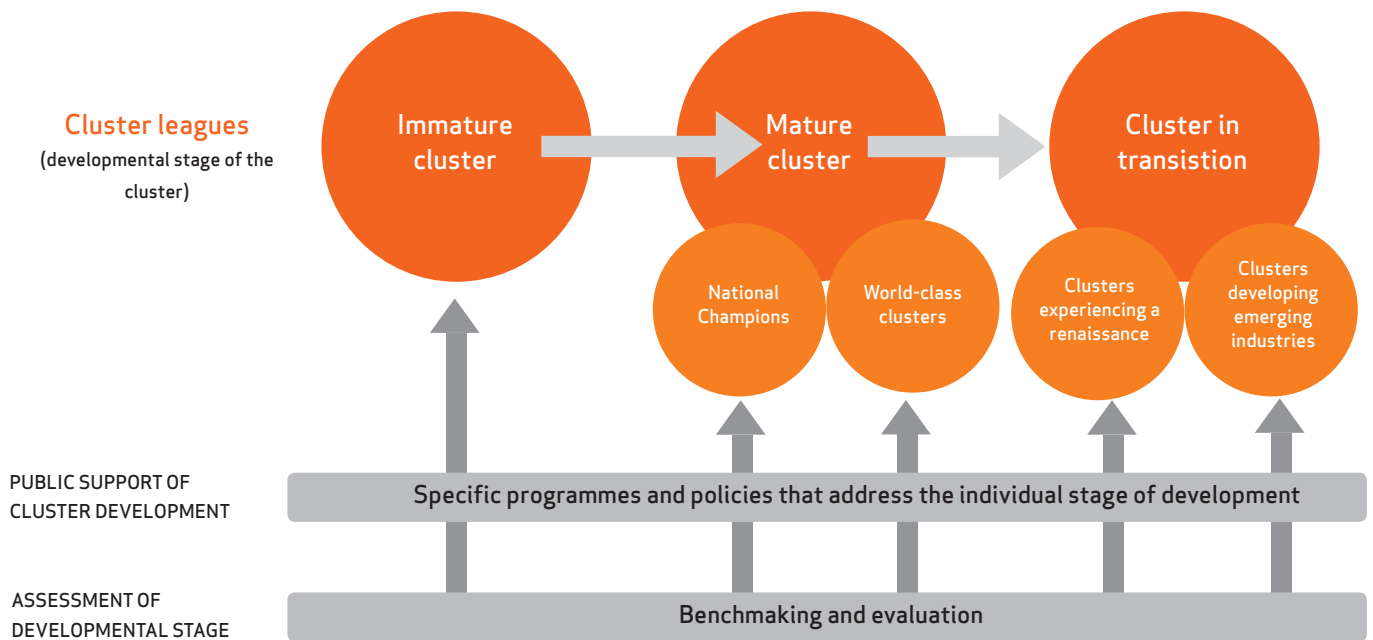 Cluster leagues
(developmental stage of the
cluster)
Immature
cluster
Mature
cluster
Cluster in
transistion
National
Champions
World-class
clusters
Clusters
experiencing a
renaissance
Clusters
developing
emerging
industries
PUBLIC SUPPORT OF
CLUSTER DEVELOPMENT
Specific programmes and policies that address the individual stage of development
ASSESSMENT OF
DEVELOPMENTAL STAGE
Benchmaking and evaluation